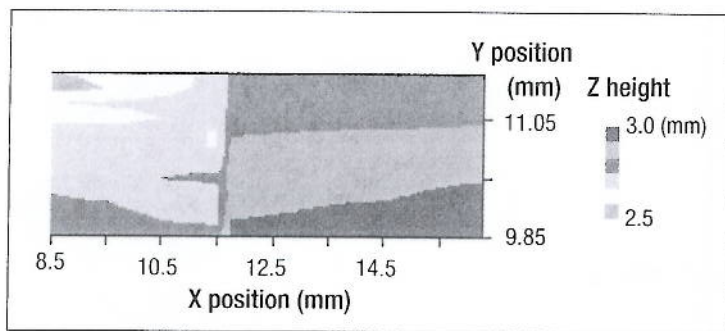 Y position
(mm)
Z height
11.05
3.0 (mm)
2.5
9.85
8.5
10.5
12.5
14.5
X position (mm)